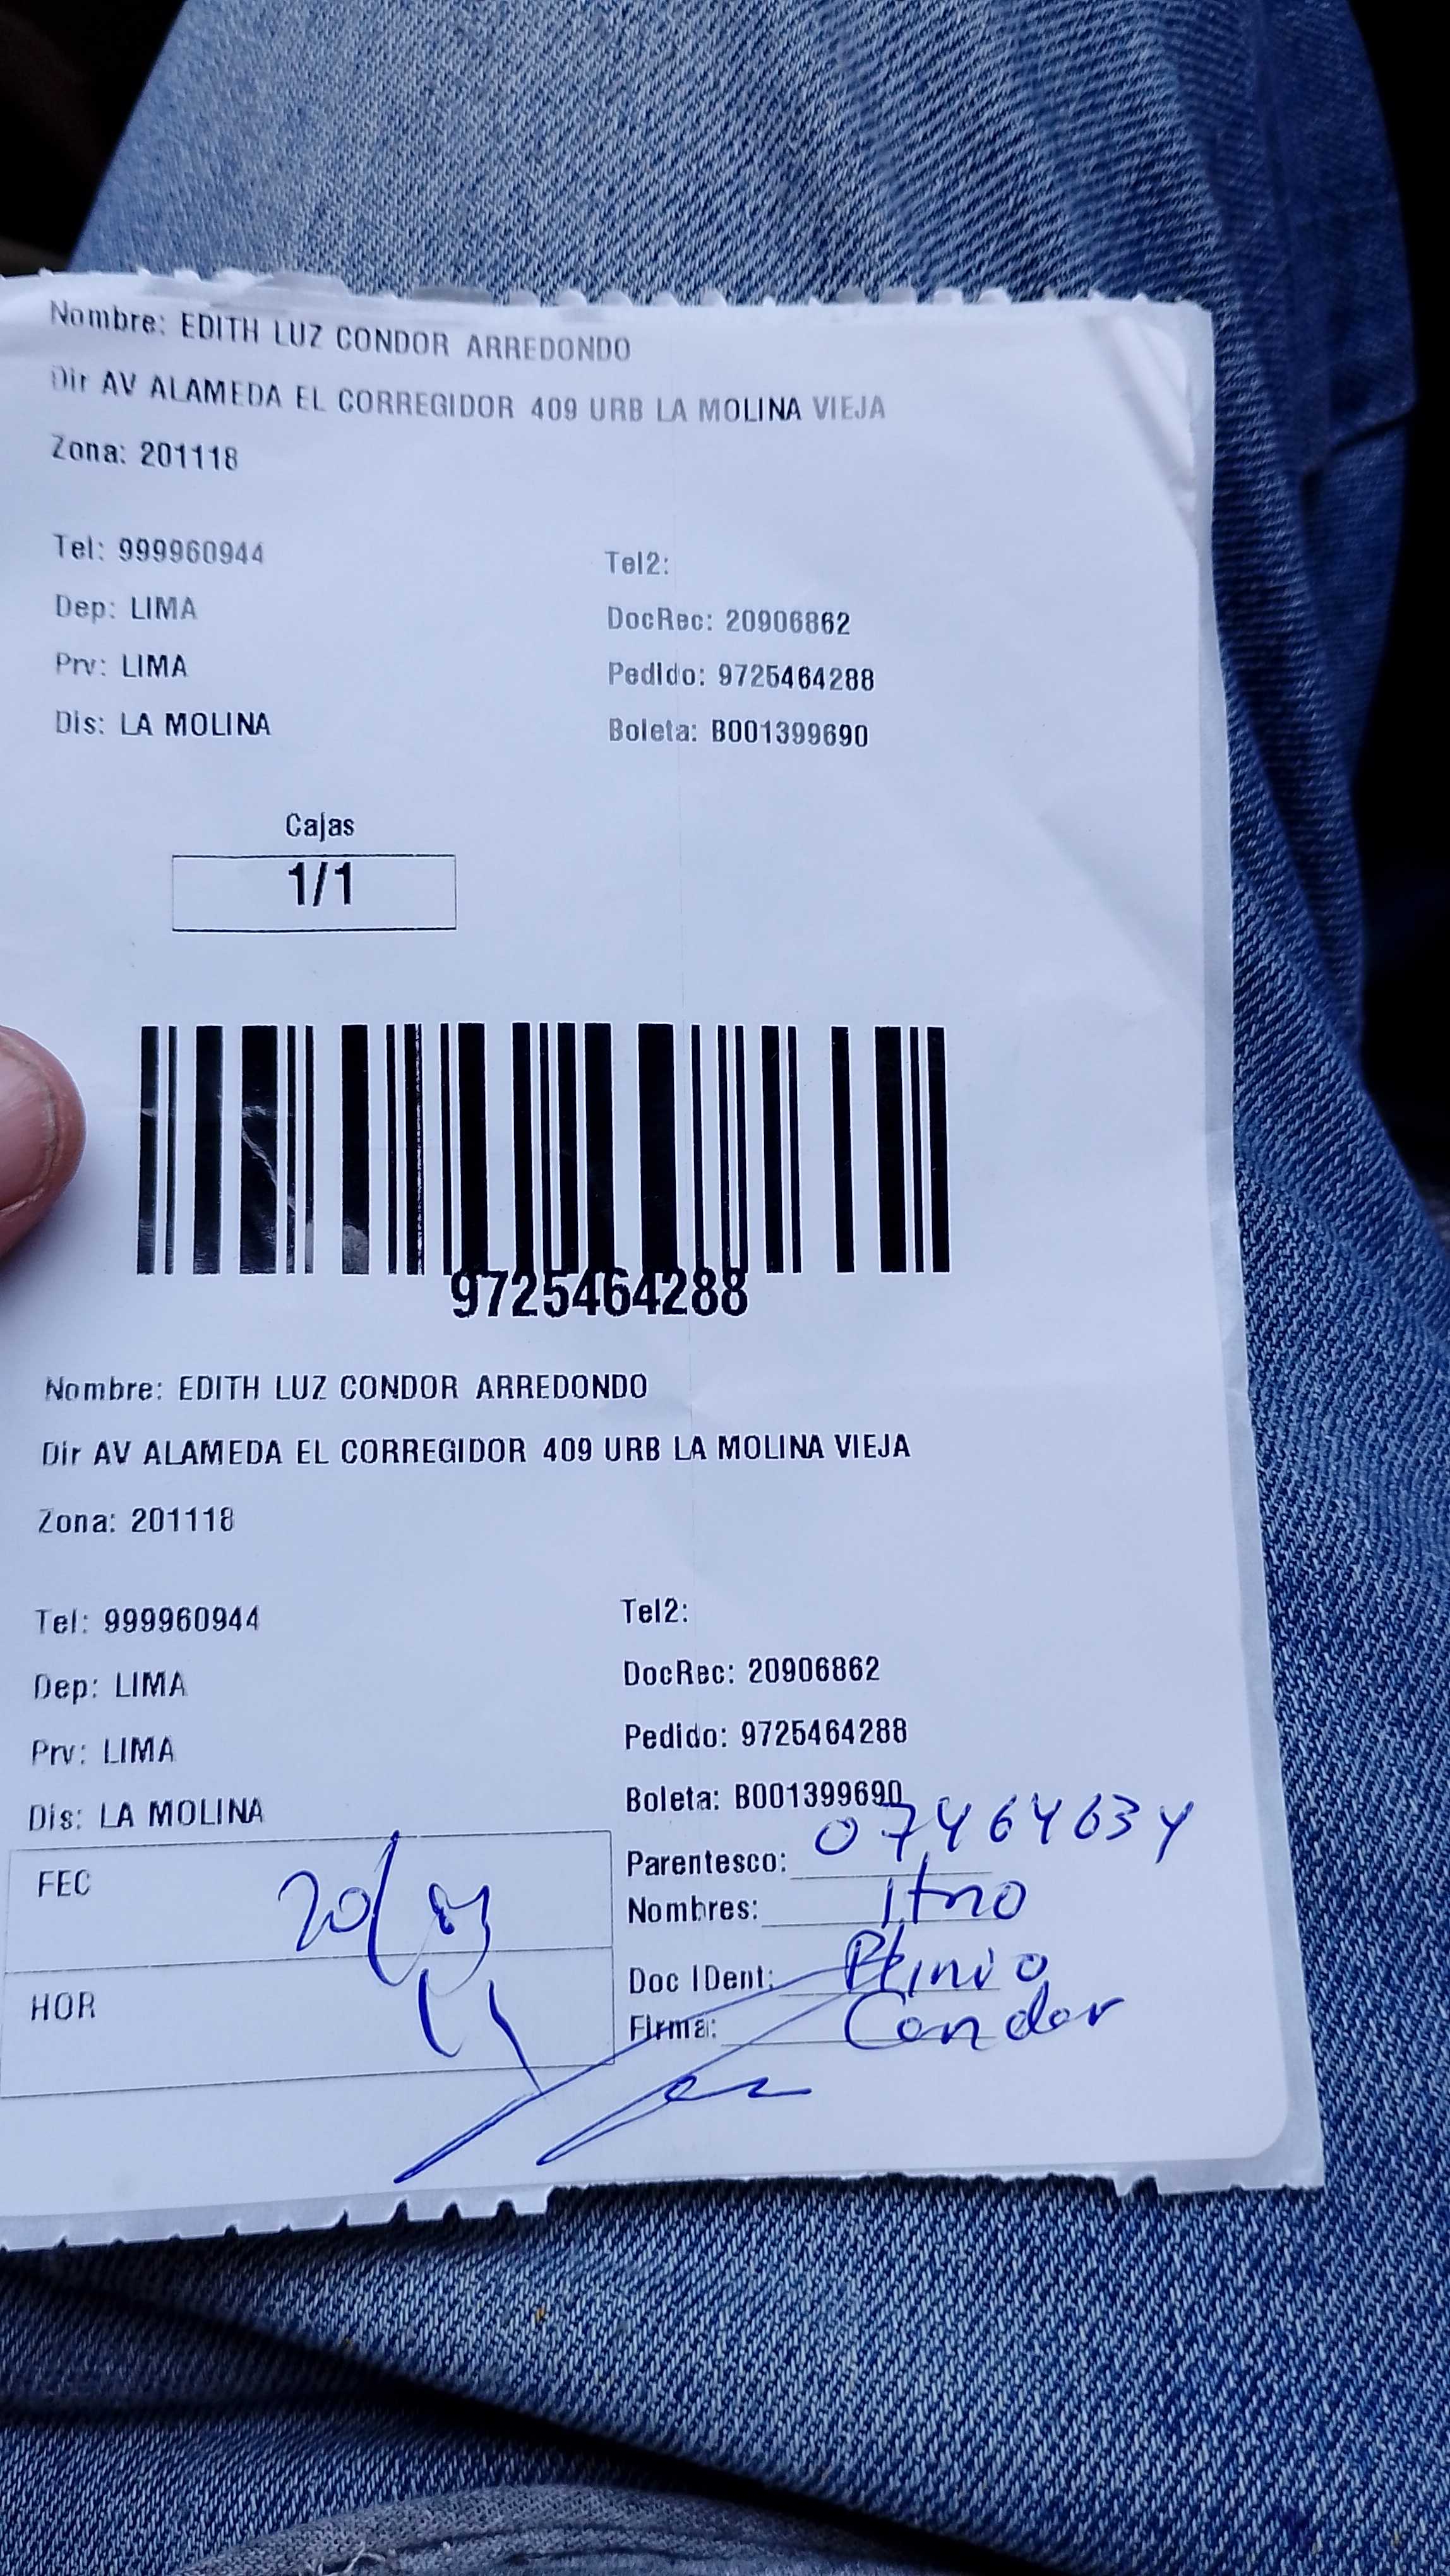 Nombre: EDITH LUZ CONDOR ARREDONDO
Dir AV ALAMEDA EL CORREGIDOR 409 URB LA MOLINA VIEJA
Zona: 201118
Tel: 999960944 Tel2:
Dep: LIMA DocRec: 20906862
Prv: LIMA Pedido: 9725464288
Dis: LA MOLINA Boleta: B001399690
Cajas
1/1
9725464288
Nombre: EDITH LUZ CONDOR ARREDONDO
Dir AV ALAMEDA EL CORREGIDOR 409 URB LA MOLINA VIEJA
Zona: 201118
Tel: 999960944 Tel2:
Dep: LIMA DocRec: 20906862
Prv: LIMA Pedido: 9725464288
Dis: LA MOLINA Boleta: B001399690
FEC 20/03 Parentesco: 07464634
Nombres:
HOR Doc IDent: Plinio
Firma: Condor